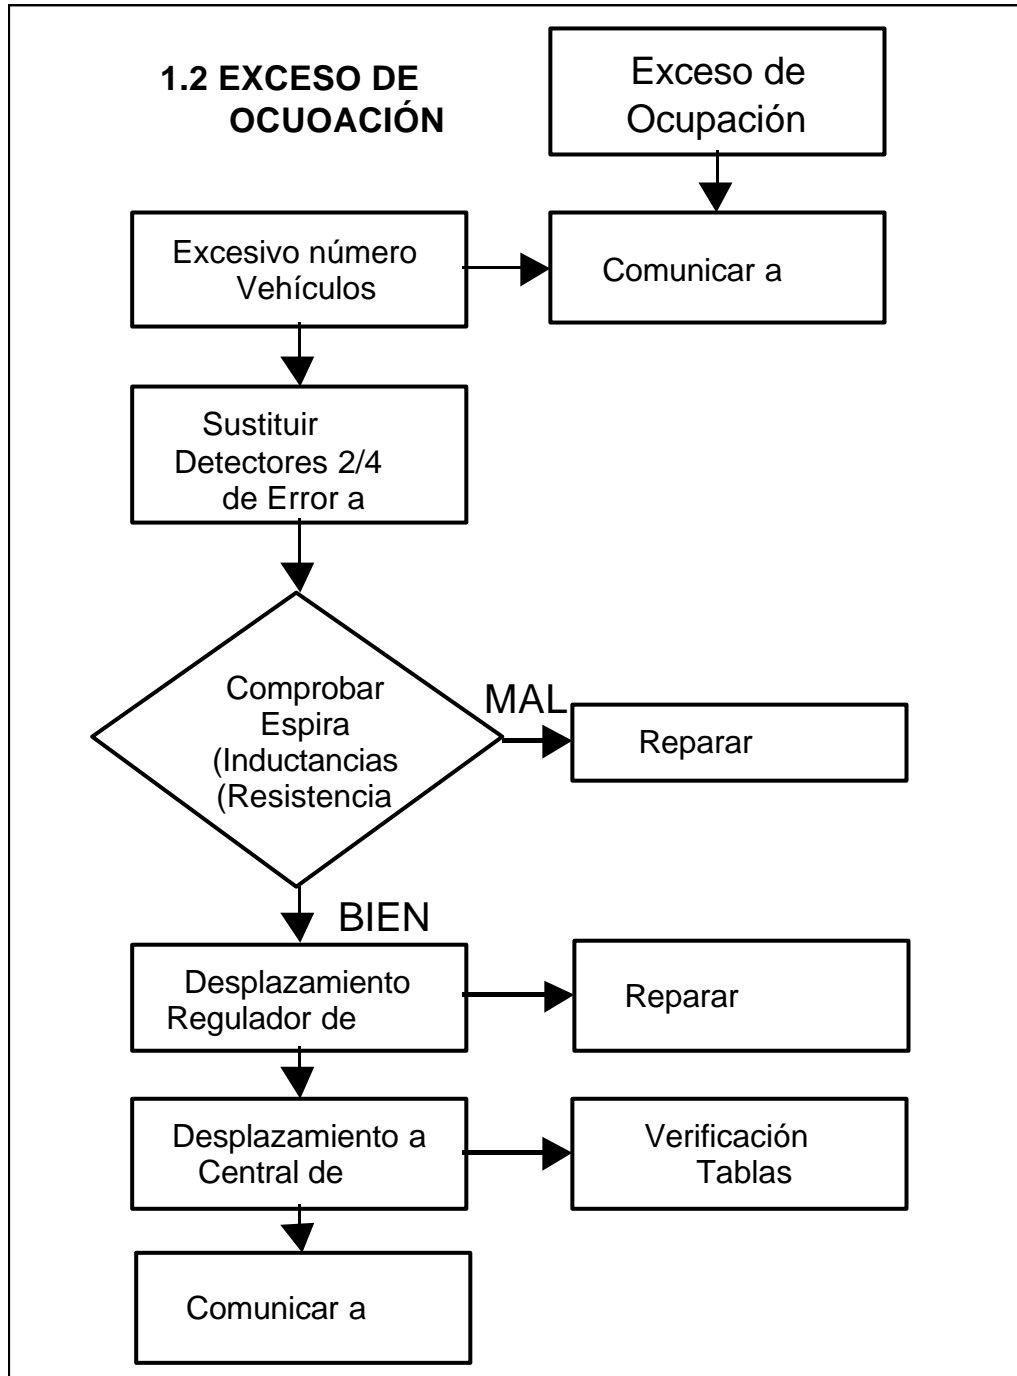 1.2 EXCESO DE
OCUOACIÓN
Exceso de
Ocupación
Excesivo número
Vehículos
Comunicar a
Sustituir
Detectores 2/4
de Error a
Comprobar
Espira
(Inductancias
(Resistencia
MAL
Reparar
BIEN
Desplazamiento
Regulador de
Reparar
Desplazamiento a
Central de
Verificación
Tablas
Comunicar a